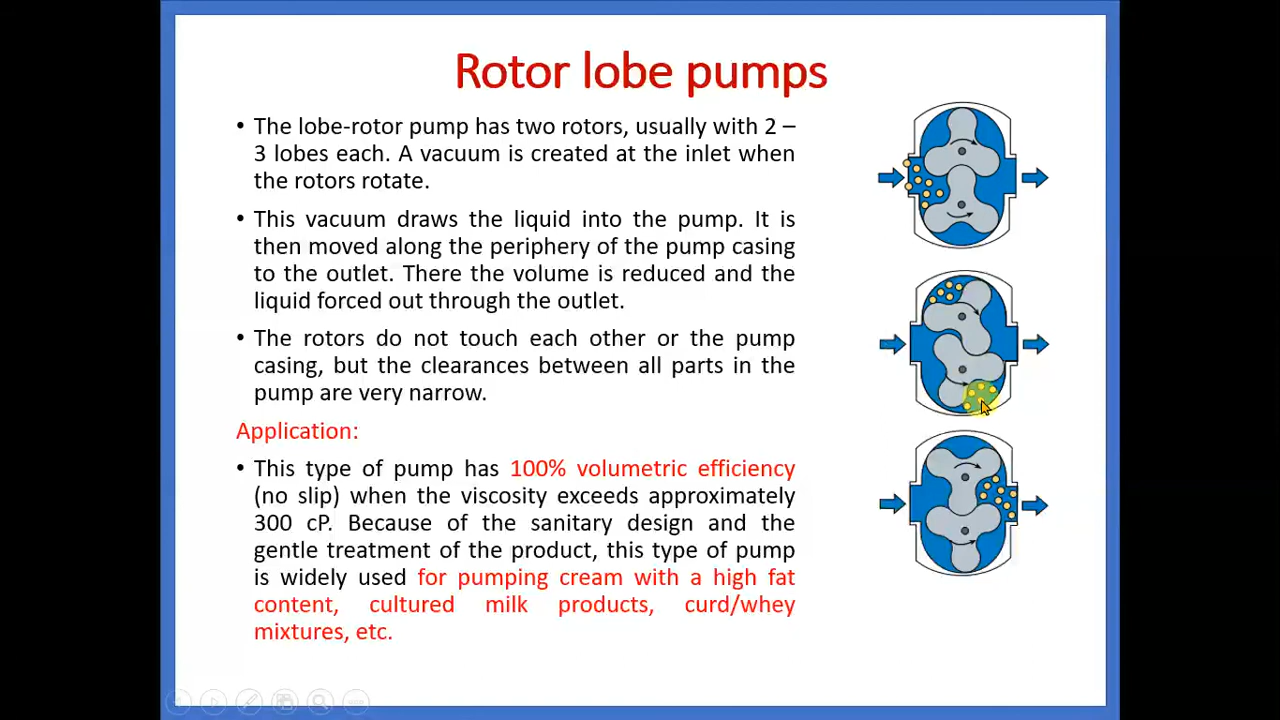 Rotor lobe pumps
• The lobe-rotor pump has two rotors, usually with 2 –
3 lobes each. A vacuum is created at the inlet when
the rotors rotate.
• This vacuum draws the liquid into the pump. It is
then moved along the periphery of the pump casing
to the outlet. There the volume is reduced and the
liquid forced out through the outlet.
• The rotors do not touch each other or the pump
casing, but the clearances between all parts in the
pump are very narrow.
Application:
• This type of pump has 100% volumetric efficiency
(no slip) when the viscosity exceeds approximately
300 cP. Because of the sanitary design and the
gentle treatment of the product, this type of pump
is widely used for pumping cream with a high fat
content, cultured milk products, curd/whey
mixtures, etc.